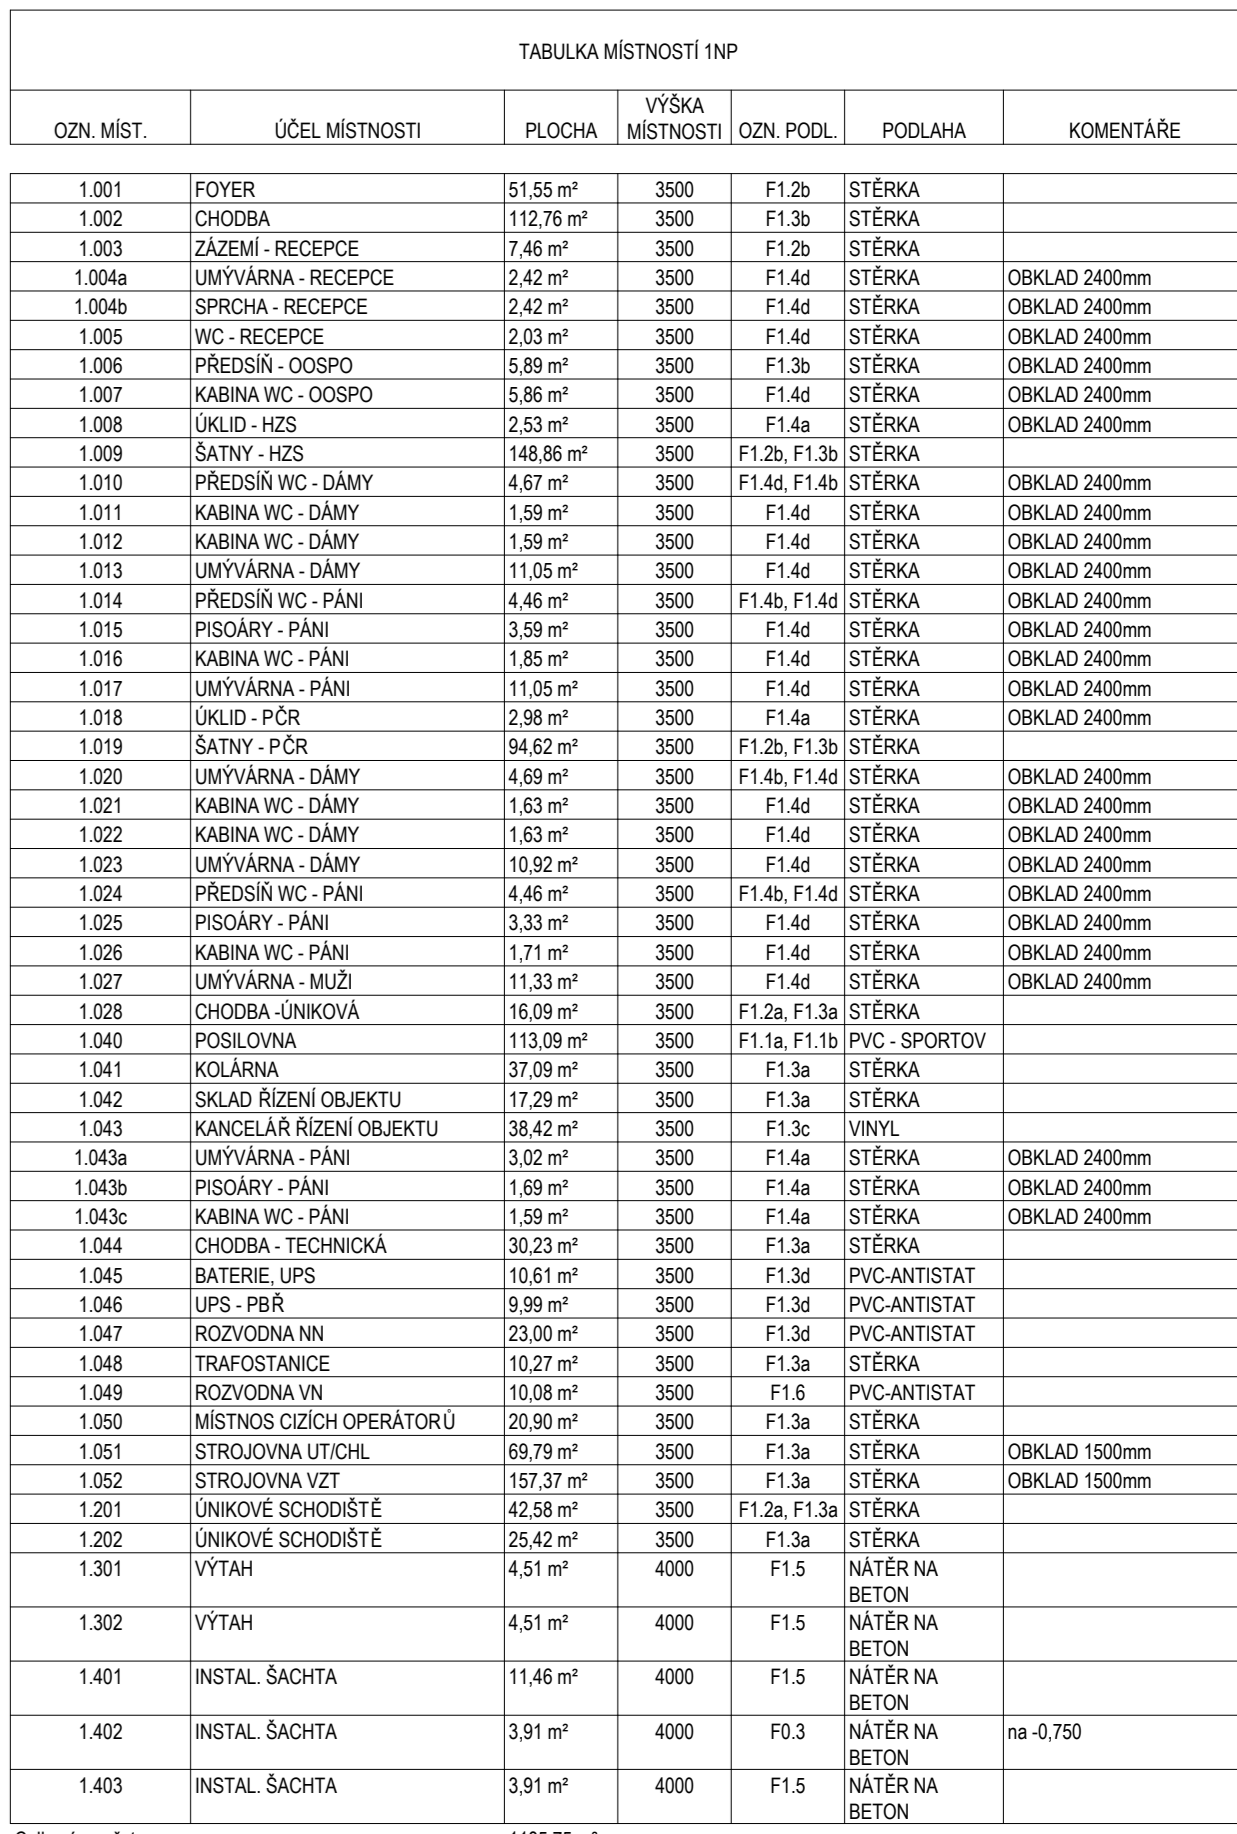 TABULKA MÍSTNOSTÍ 1NP
OZN. MÍST. ÚČEL MÍSTNOSTI PLOCHA VÝŠKA MÍSTNOSTI OZN. PODL. PODLAHA KOMENTÁŘE
1.001 FOYER 51,55 m² 3500 F1.2b STĚRKA
1.002 CHODBA 112,76 m² 3500 F1.3b STĚRKA
1.003 ZÁZEMÍ - RECEPCE 7,46 m² 3500 F1.2b STĚRKA
1.004a UMÝVÁRNA - RECEPCE 2,42 m² 3500 F1.4d STĚRKA OBKLAD 2400mm
1.004b SPRCHA - RECEPCE 2,42 m² 3500 F1.4d STĚRKA OBKLAD 2400mm
1.005 WC - RECEPCE 2,03 m² 3500 F1.4d STĚRKA OBKLAD 2400mm
1.006 PŘEDSÍŇ - OOSPO 5,89 m² 3500 F1.3b STĚRKA OBKLAD 2400mm
1.007 KABINA WC - OOSPO 5,86 m² 3500 F1.4d STĚRKA OBKLAD 2400mm
1.008 ÚKLID - HZS 2,53 m² 3500 F1.4a STĚRKA OBKLAD 2400mm
1.009 ŠATNY - HZS 148,86 m² 3500 F1.2b, F1.3b STĚRKA
1.010 PŘEDSÍŇ WC - DÁMY 4,67 m² 3500 F1.4d, F1.4b STĚRKA OBKLAD 2400mm
1.011 KABINA WC - DÁMY 1,59 m² 3500 F1.4d STĚRKA OBKLAD 2400mm
1.012 KABINA WC - DÁMY 1,59 m² 3500 F1.4d STĚRKA OBKLAD 2400mm
1.013 UMÝVÁRNA - DÁMY 11,05 m² 3500 F1.4d STĚRKA OBKLAD 2400mm
1.014 PŘEDSÍŇ WC - PÁNI 4,46 m² 3500 F1.4b, F1.4d STĚRKA OBKLAD 2400mm
1.015 PISOÁRY - PÁNI 3,59 m² 3500 F1.4d STĚRKA OBKLAD 2400mm
1.016 KABINA WC - PÁNI 1,85 m² 3500 F1.4d STĚRKA OBKLAD 2400mm
1.017 UMÝVÁRNA - PÁNI 11,05 m² 3500 F1.4d STĚRKA OBKLAD 2400mm
1.018 ÚKLID - PČR 2,98 m² 3500 F1.4a STĚRKA OBKLAD 2400mm
1.019 ŠATNY - PČR 94,62 m² 3500 F1.2b, F1.3b STĚRKA
1.020 UMÝVÁRNA - DÁMY 4,69 m² 3500 F1.4b, F1.4d STĚRKA OBKLAD 2400mm
1.021 KABINA WC - DÁMY 1,63 m² 3500 F1.4d STĚRKA OBKLAD 2400mm
1.022 KABINA WC - DÁMY 1,63 m² 3500 F1.4d STĚRKA OBKLAD 2400mm
1.023 UMÝVÁRNA - DÁMY 10,92 m² 3500 F1.4d STĚRKA OBKLAD 2400mm
1.024 PŘEDSÍŇ WC - PÁNI 4,46 m² 3500 F1.4b, F1.4d STĚRKA OBKLAD 2400mm
1.025 PISOÁRY - PÁNI 3,33 m² 3500 F1.4d STĚRKA OBKLAD 2400mm
1.026 KABINA WC - PÁNI 1,71 m² 3500 F1.4d STĚRKA OBKLAD 2400mm
1.027 UMÝVÁRNA - MUŽI 11,33 m² 3500 F1.4d STĚRKA OBKLAD 2400mm
1.028 CHODBA -ÚNIKOVÁ 16,09 m² 3500 F1.2a, F1.3a STĚRKA
1.040 POSILOVNA 113,09 m² 3500 F1.1a, F1.1b PVC - SPORTOV
1.041 KOLÁRNA 37,09 m² 3500 F1.3a STĚRKA
1.042 SKLAD ŘÍZENÍ OBJEKTU 17,29 m² 3500 F1.3a STĚRKA
1.043 KANCELÁŘ ŘÍZENÍ OBJEKTU 38,42 m² 3500 F1.3c VINYL
1.043a UMÝVÁRNA - PÁNI 3,02 m² 3500 F1.4a STĚRKA OBKLAD 2400mm
1.043b PISOÁRY - PÁNI 1,69 m² 3500 F1.4a STĚRKA OBKLAD 2400mm
1.043c KABINA WC - PÁNI 1,59 m² 3500 F1.4a STĚRKA OBKLAD 2400mm
1.044 CHODBA - TECHNICKÁ 30,23 m² 3500 F1.3a STĚRKA
1.045 BATERIE, UPS 10,61 m² 3500 F1.3d PVC-ANTISTAT
1.046 UPS - PBŘ 9,99 m² 3500 F1.3d PVC-ANTISTAT
1.047 ROZVODNA NN 23,00 m² 3500 F1.3d PVC-ANTISTAT
1.048 TRAFOSTANICE 10,27 m² 3500 F1.3a STĚRKA
1.049 ROZVODNA VN 10,08 m² 3500 F1.6 PVC-ANTISTAT
1.050 MÍSTNOS CIZÍCH OPERÁTORŮ 20,90 m² 3500 F1.3a STĚRKA
1.051 STROJOVNA UT/CHL 69,79 m² 3500 F1.3a STĚRKA OBKLAD 1500mm
1.052 STROJOVNA VZT 157,37 m² 3500 F1.3a STĚRKA OBKLAD 1500mm
1.201 ÚNIKOVÉ SCHODIŠTĚ 42,58 m² 3500 F1.2a, F1.3a STĚRKA
1.202 ÚNIKOVÉ SCHODIŠTĚ 25,42 m² 3500 F1.3a STĚRKA
1.301 VÝTAH 4,51 m² 4000 F1.5 NÁTĚR NA
BETON
1.302 VÝTAH 4,51 m² 4000 F1.5 NÁTĚR NA
BETON
1.401 INSTAL. ŠACHTA 11,46 m² 4000 F1.5 NÁTĚR NA
BETON
1.402 INSTAL. ŠACHTA 3,91 m² 4000 F0.3 NÁTĚR NA na -0,750
BETON
1.403 INSTAL. ŠACHTA 3,91 m² 4000 F1.5 NÁTĚR NA
BETON